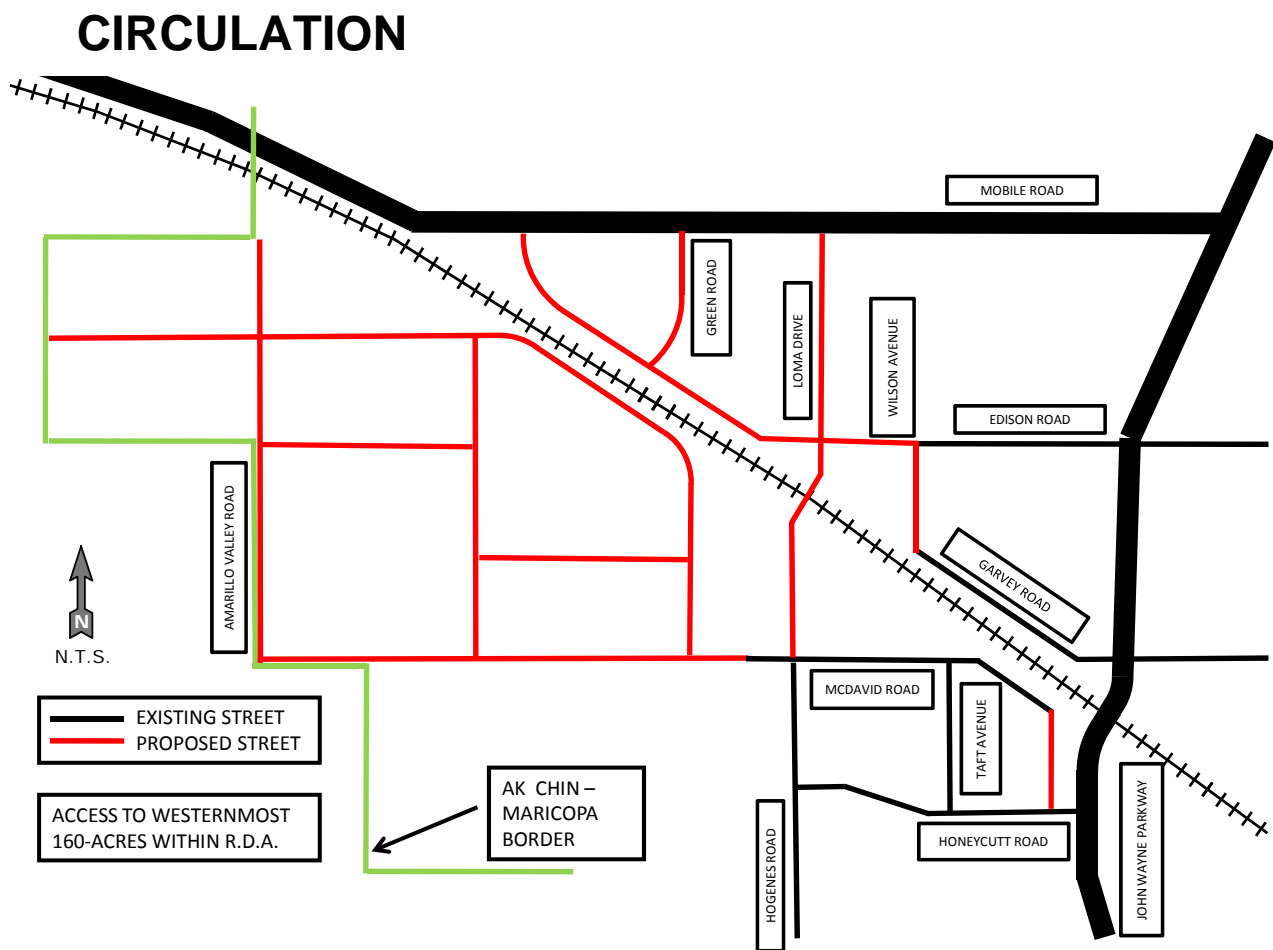 CIRCULATION
MOBILE ROAD
GREEN ROAD
LOMA DRIVE
WILSON AVENUE
EDISON ROAD
AMARILLO VALLEY ROAD
GARVEY ROAD
N
N.T.S.
MCDAVID ROAD
TAFT AVENUE
EXISTING STREET
PROPOSED STREET
ACCESS TO WESTERNMOST
160-ACRES WITHIN R.D.A.
AK CHIN –
MARICOPA
BORDER
HONEYCUTT ROAD
HOGENES ROAD
JOHN WAYNE PARKWAY